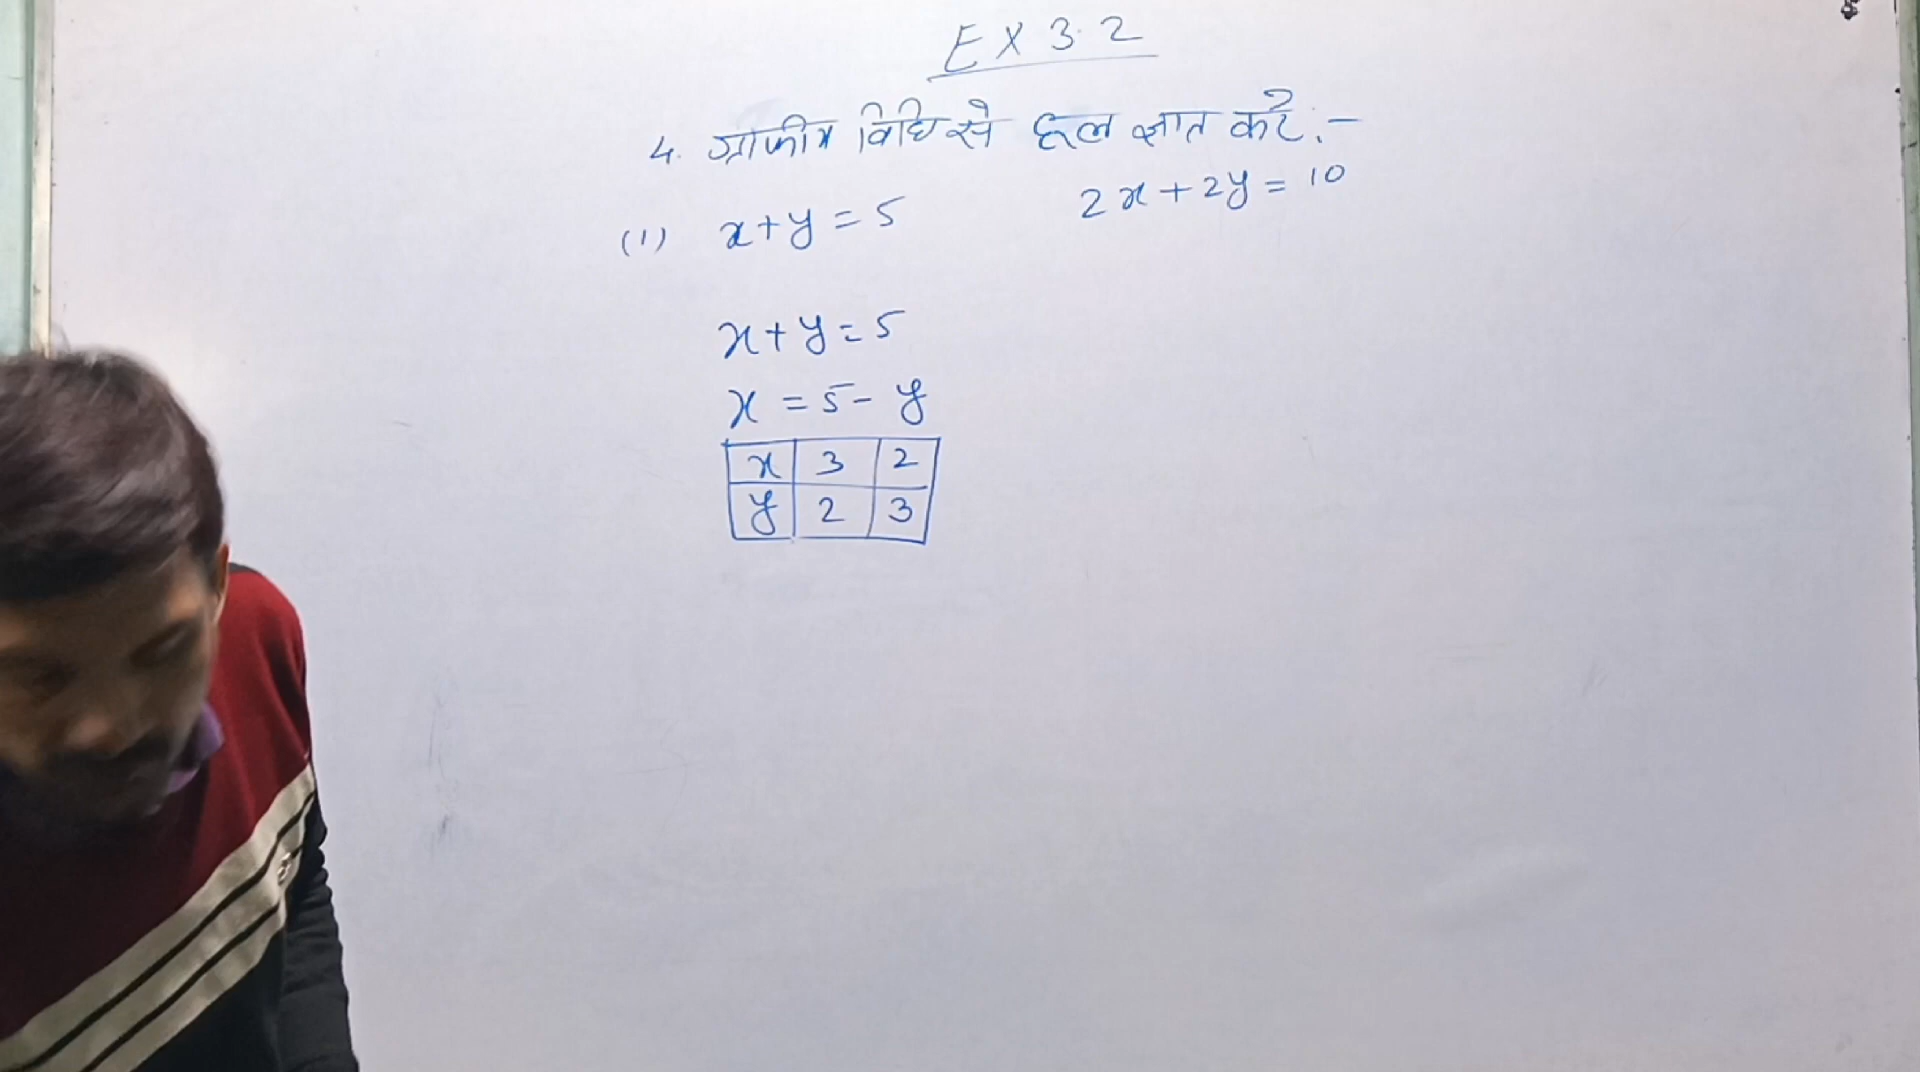 EX 3.2
4. ग्राफीय विधि से हल ज्ञात करें :-
(1) x+y=5 2x+2y=10
x+y=5
x=5-y
x 3 2
y 2 3